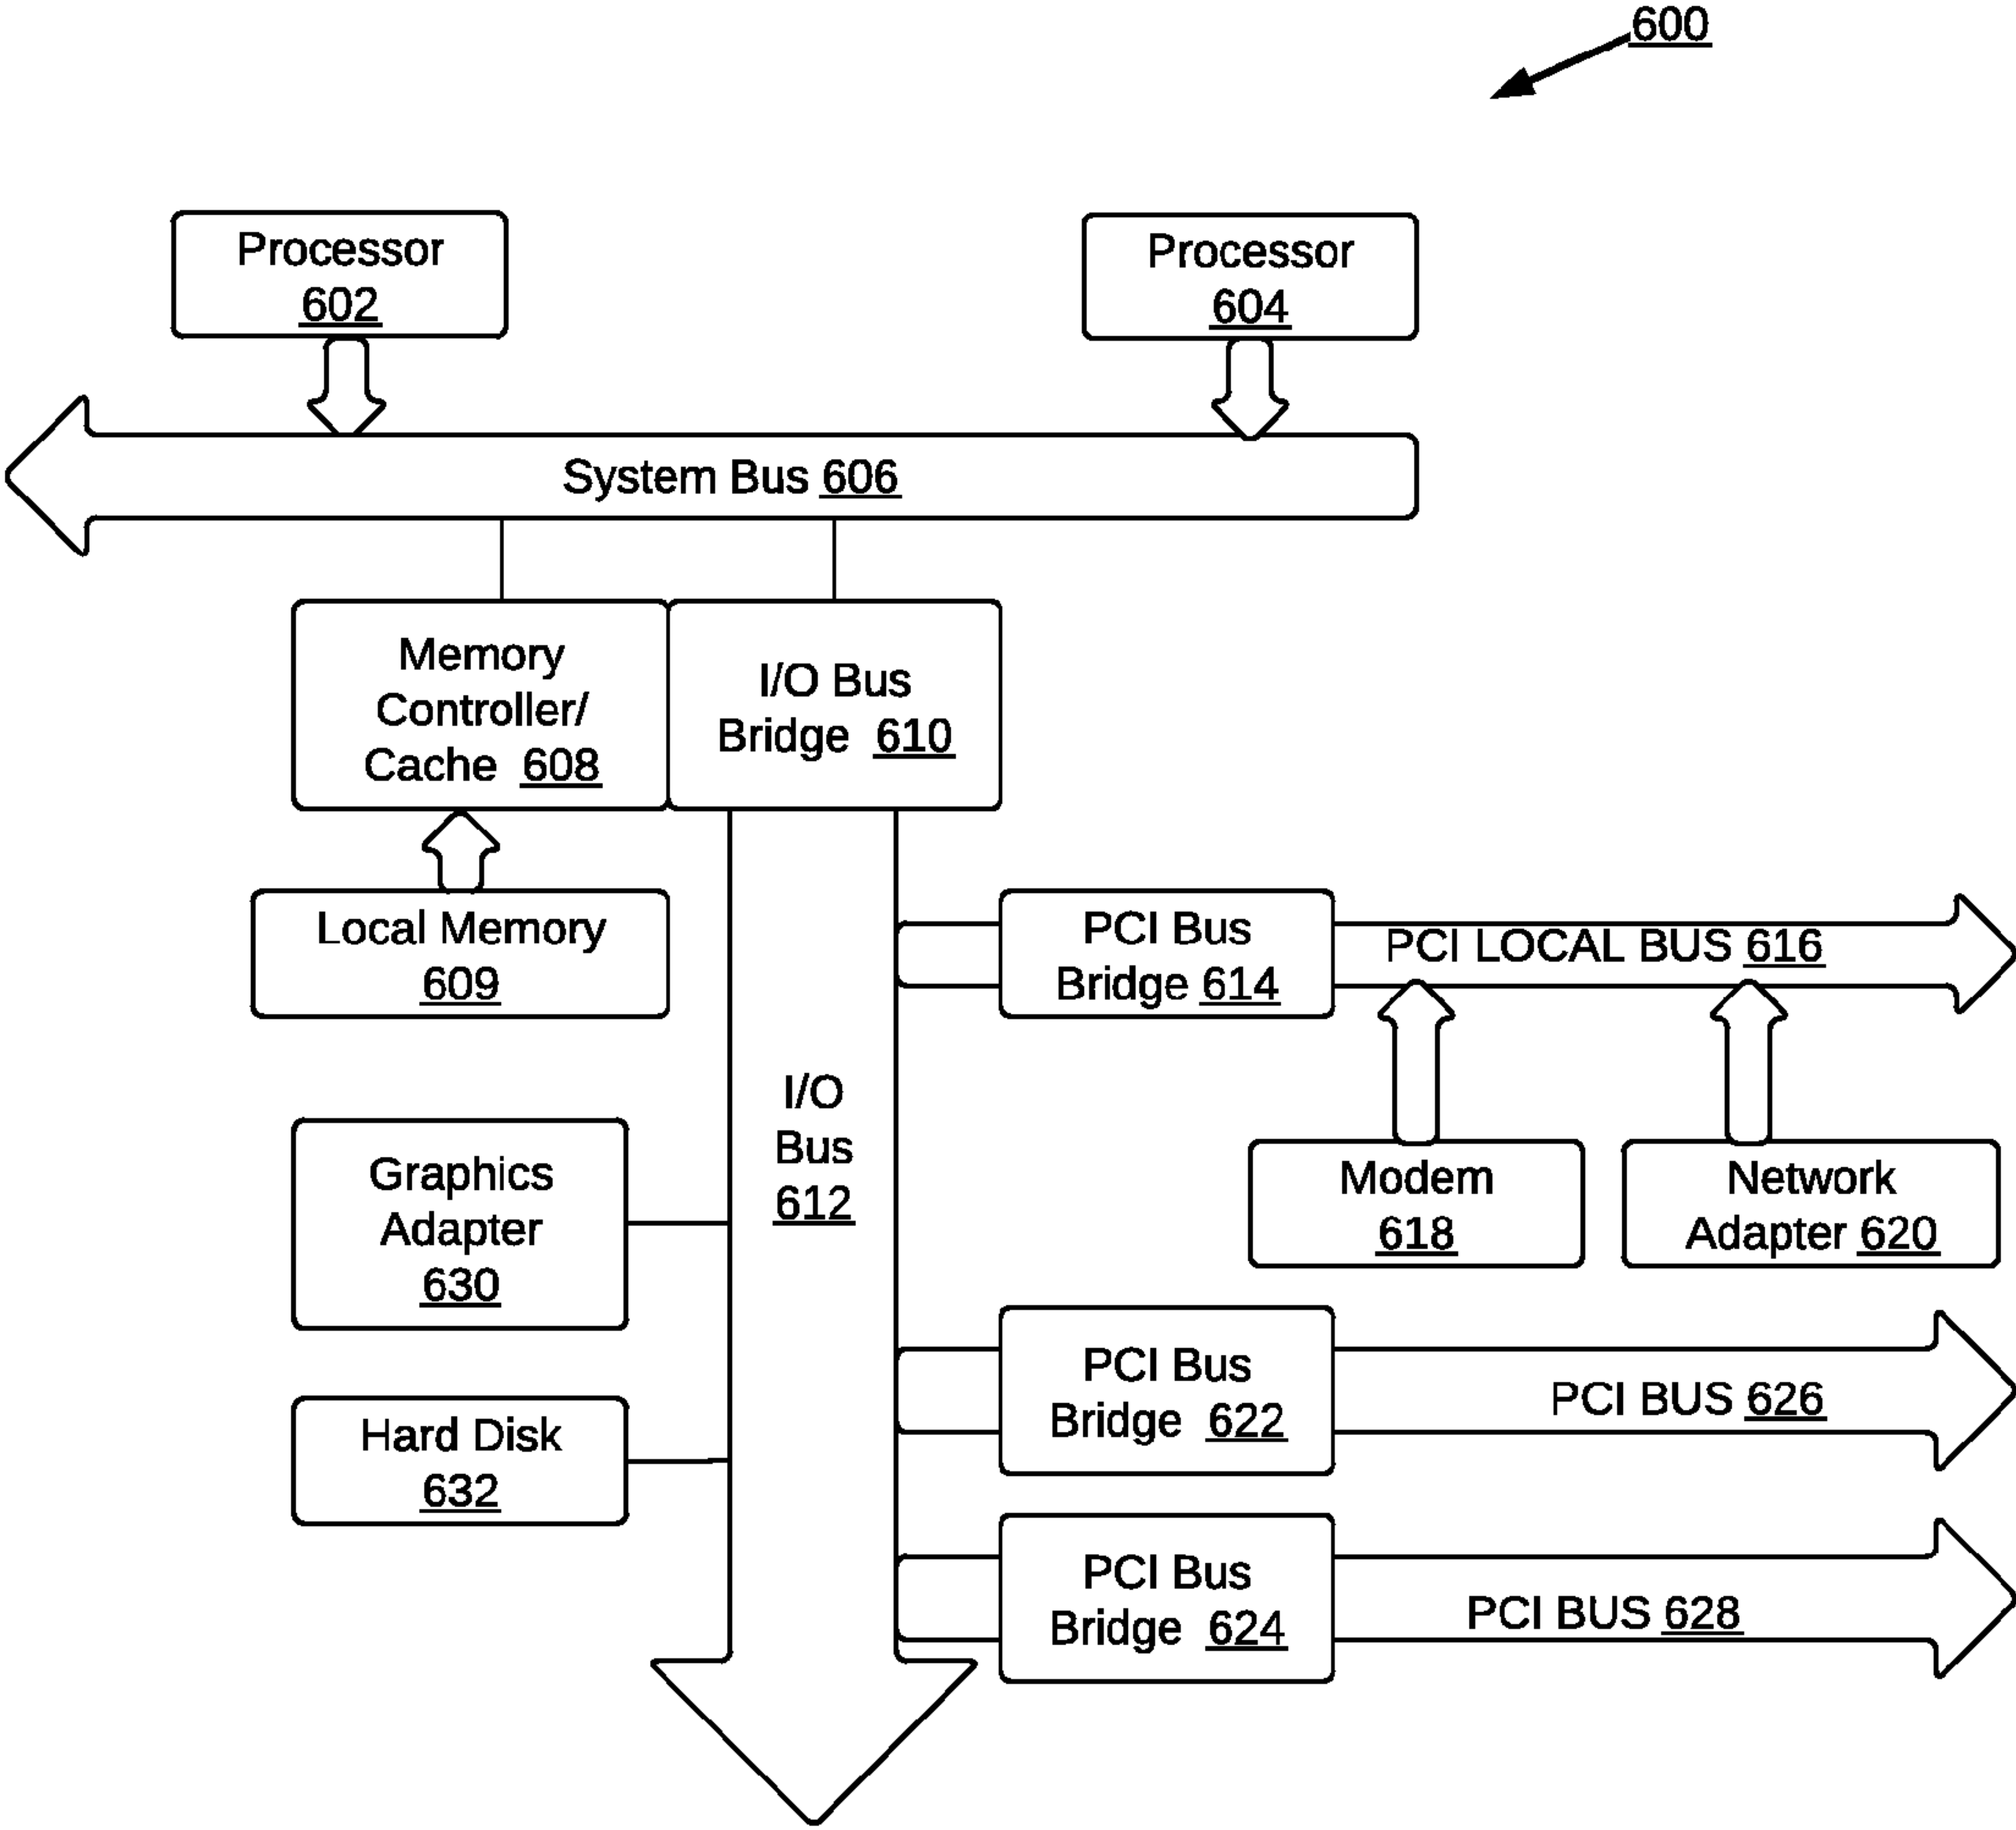 600
Processor
602
Processor
604
System Bus 606
Memory
Controller/
Cache 608
I/O Bus
Bridge 610
Local Memory
609
PCI Bus
Bridge 614
PCI LOCAL BUS 616
I/O
Bus
612
Graphics
Adapter
630
Modem
618
Network
Adapter 620
Hard Disk
632
PCI Bus
Bridge 622
PCI BUS 626
PCI Bus
Bridge 624
PCI BUS 628